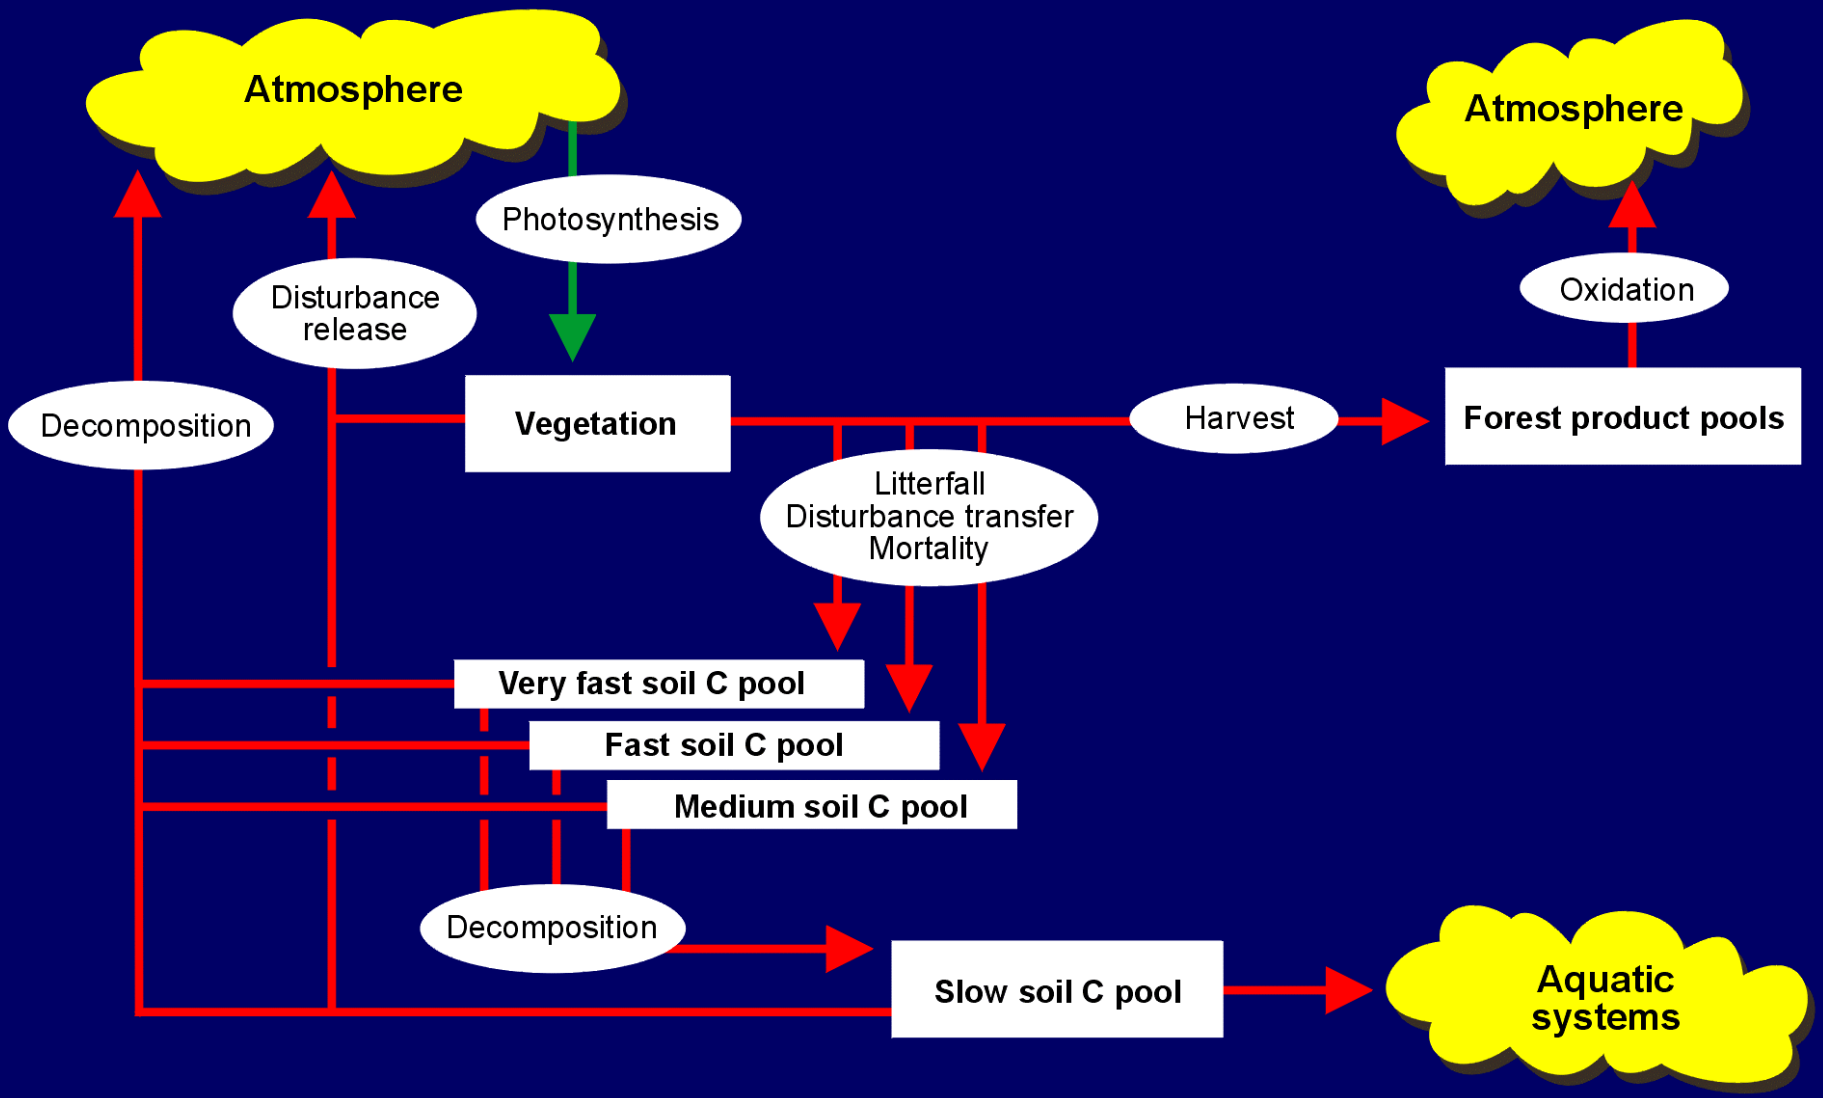 Atmosphere
Atmosphere
Photosynthesis
Disturbance
release
Oxidation
Decomposition
Vegetation
Harvest
Forest product pools
Litterfall
Disturbance transfer
Mortality
Very fast soil C pool
Fast soil C pool
Medium soil C pool
Decomposition
Slow soil C pool
Aquatic
systems